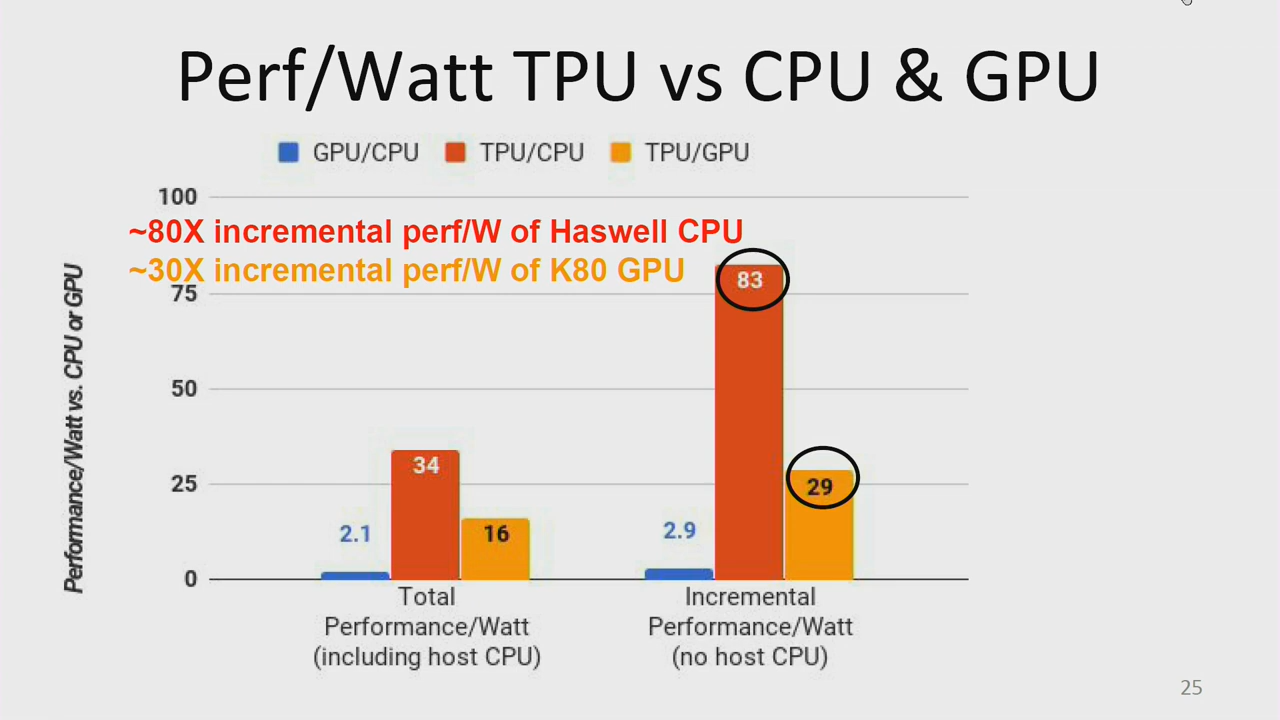 Perf/Watt TPU vs CPU & GPU
GPU/CPU TPU/CPU TPU/GPU
100
~80X incremental perf/W of Haswell CPU
~30X incremental perf/W of K80 GPU
75
50
25
0
Performance/Watt vs. CPU or GPU
2.1
34
16
2.9
83
29
Total
Performance/Watt
(including host CPU)
Incremental
Performance/Watt
(no host CPU)
25